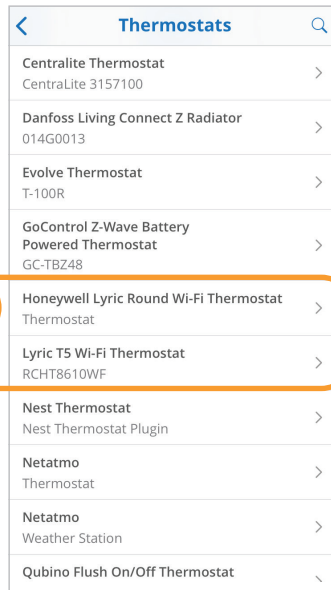 Thermostats
Centralite Thermostat
CentraLite 3157100
Danfoss Living Connect Z Radiator
014G0013
Evolve Thermostat
T-100R
GoControl Z-Wave Battery
Powered Thermostat
GC-TBZ48
Honeywell Lyric Round Wi-Fi Thermostat
Thermostat
Lyric T5 Wi-Fi Thermostat
RCHT8610WF
Nest Thermostat
Nest Thermostat Plugin
Netatmo
Thermostat
Netatmo
Weather Station
Qubino Flush On/Off Thermostat